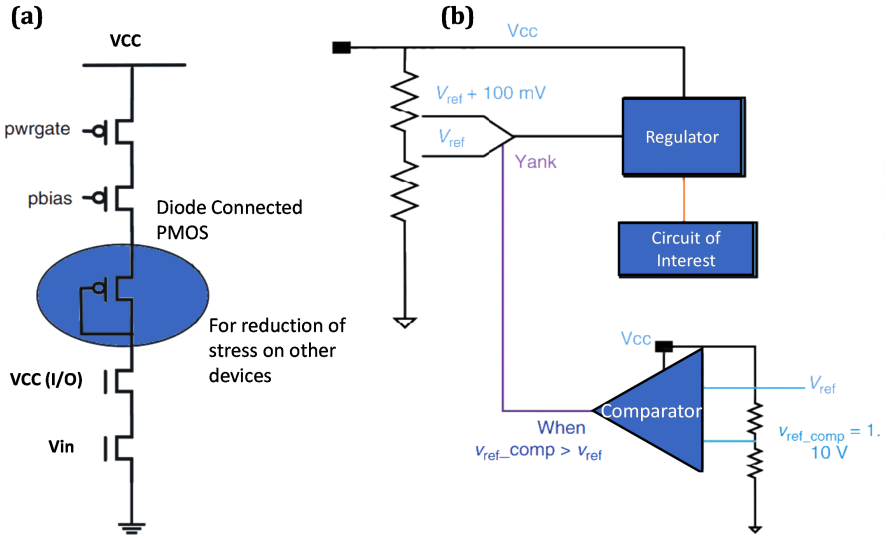 (a)
VCC
pwrgate
pbias
Diode Connected
PMOS
For reduction of
stress on other
devices
VCC (I/O)
Vin
(b)
Vcc
Vref + 100 mV
Vref
Yank
Regulator
Circuit of
Interest
Vcc
Comparator
Vref
When
vref_comp > vref
vref_comp = 1.
10 V